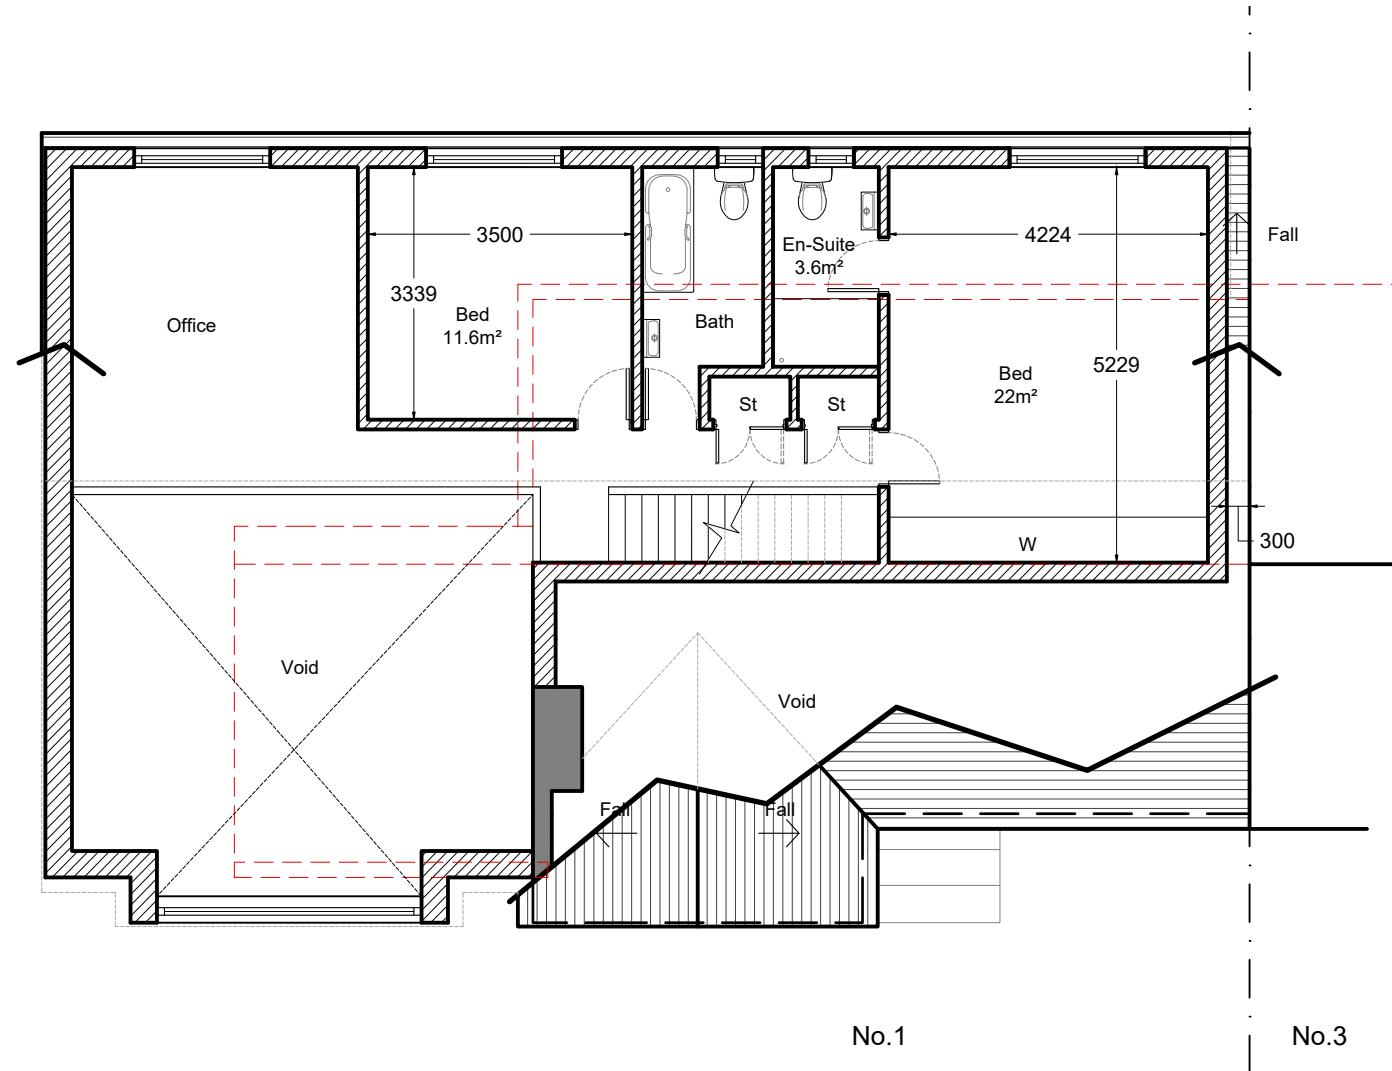 3500
4224
Fall
En-Suite
3.6m²
3339
Bed
11.6m²
Office
Bath
5229
Bed
22m²
St
St
W
300
Void
Void
Fall
Fall
No.1
No.3